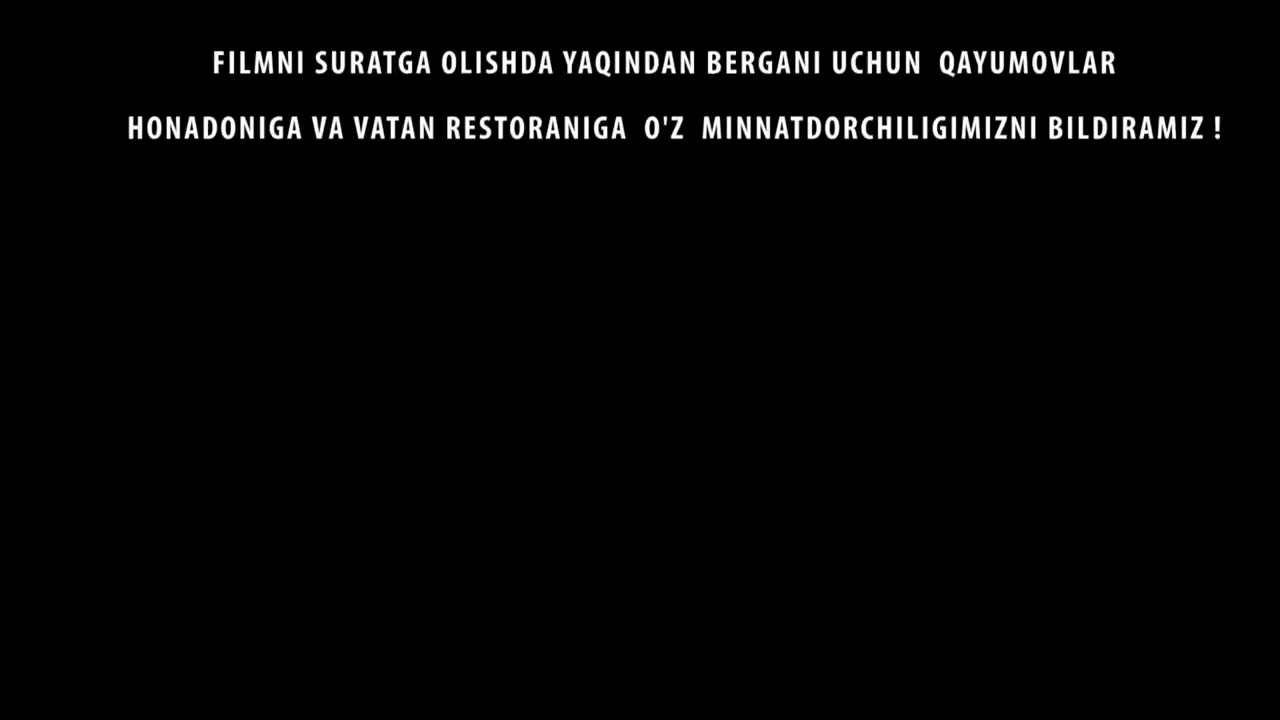 FILMNI SURATGA OLISHDA YAQINDAN BERGANI UCHUN QAYUMOVLAR
HONADONIGA VA VATAN RESTORANIGA O'Z MINNATDORCHILIGIMIZNI BILDIRAMIZ !